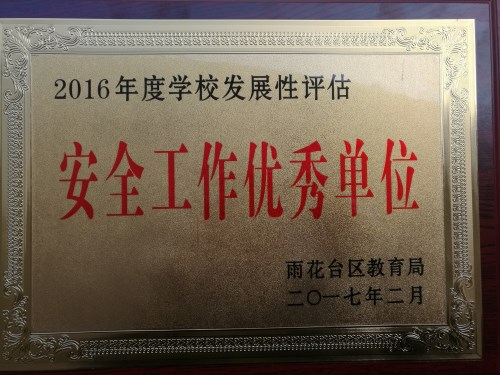 2016年度学校发展性评估
安全工作优秀单位
雨花台区教育局
二〇一七年二月